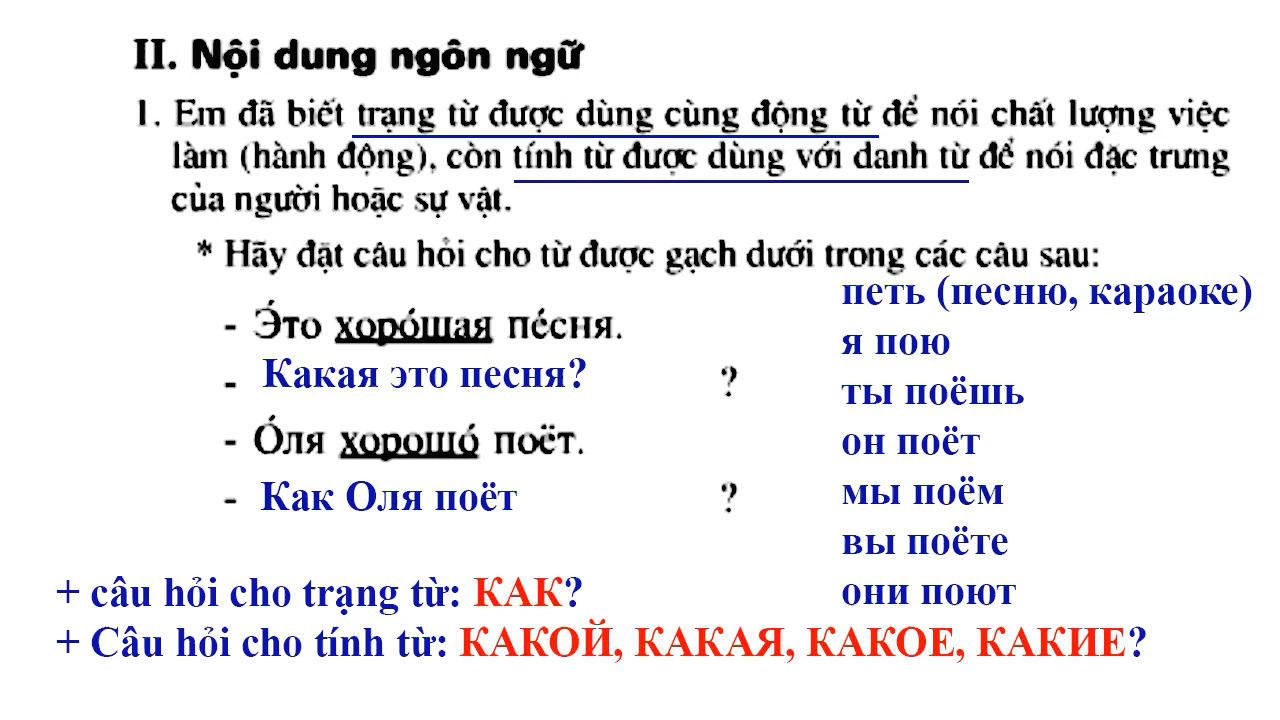 II. Nội dung ngôn ngữ
1. Em đã biết trạng từ được dùng cùng động từ để nói chất lượng việc
làm (hành động), còn tính từ được dùng với danh từ để nói đặc trưng
của người hoặc sự vật.
* Hãy đặt câu hỏi cho từ được gạch dưới trong các câu sau:
- Э́то хоро́шая пе́сня.
- Какая это песня? ?
- О́ля хорошо́ поёт.
- Как Оля поёт ?
петь (песню, караоке)
я пою
ты поёшь
он поёт
мы поём
вы поёте
они поют
+ câu hỏi cho trạng từ: КАК?
+ Câu hỏi cho tính từ: КАКОЙ, КАКАЯ, КАКОЕ, КАКИЕ?